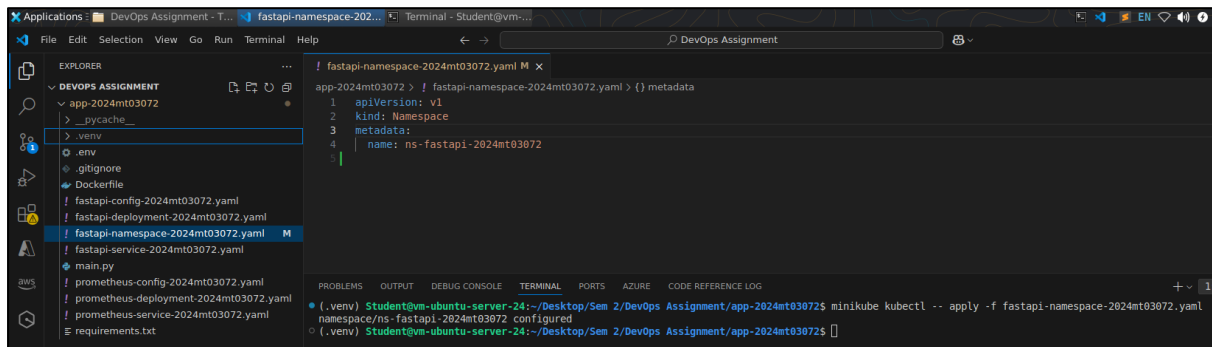 Applications
DevOps Assignment - T...
fastapi-namespace-202...
Terminal - Student@vm-...
EN
File Edit Selection View Go Run Terminal Help
DevOps Assignment
EXPLORER
DEVOPS ASSIGNMENT
app-2024mt03072
__pycache__
.venv
.env
.gitignore
Dockerfile
! fastapi-config-2024mt03072.yaml
! fastapi-deployment-2024mt03072.yaml
! fastapi-namespace-2024mt03072.yaml M
! fastapi-service-2024mt03072.yaml
main.py
! prometheus-config-2024mt03072.yaml
! prometheus-deployment-2024mt03072.yaml
! prometheus-service-2024mt03072.yaml
requirements.txt
aws
1
! fastapi-namespace-2024mt03072.yaml M
app-2024mt03072 > ! fastapi-namespace-2024mt03072.yaml > {} metadata
1 apiVersion: v1
2 kind: Namespace
3 metadata:
4 name: ns-fastapi-2024mt03072
5
PROBLEMS OUTPUT DEBUG CONSOLE TERMINAL PORTS AZURE CODE REFERENCE LOG
1
(.venv) Student@vm-ubuntu-server-24:~/Desktop/Sem 2/DevOps Assignment/app-2024mt03072$ minikube kubectl -- apply -f fastapi-namespace-2024mt03072.yaml
namespace/ns-fastapi-2024mt03072 configured
(.venv) Student@vm-ubuntu-server-24:~/Desktop/Sem 2/DevOps Assignment/app-2024mt03072$